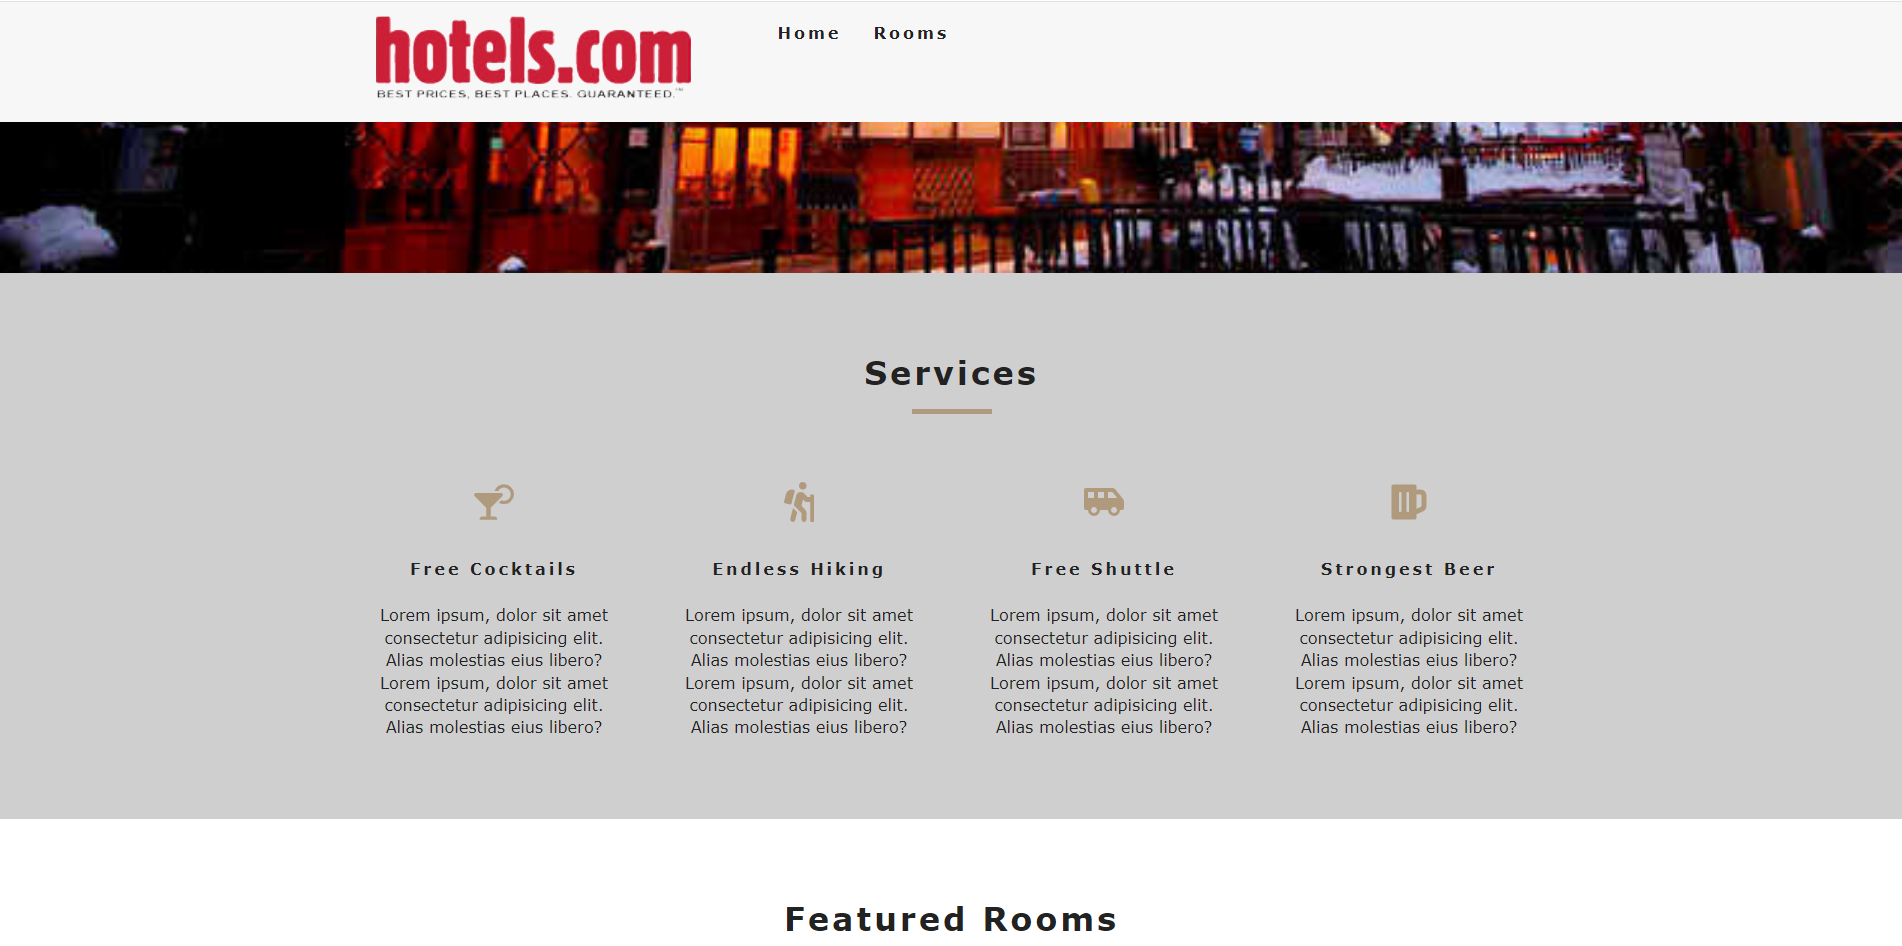 hotels.com
BEST PRICES, BEST PLACES. GUARANTEED.™
Home Rooms
Services
Free Cocktails
Lorem ipsum, dolor sit amet
consectetur adipisicing elit.
Alias molestias eius libero?
Lorem ipsum, dolor sit amet
consectetur adipisicing elit.
Alias molestias eius libero?
Endless Hiking
Lorem ipsum, dolor sit amet
consectetur adipisicing elit.
Alias molestias eius libero?
Lorem ipsum, dolor sit amet
consectetur adipisicing elit.
Alias molestias eius libero?
Free Shuttle
Lorem ipsum, dolor sit amet
consectetur adipisicing elit.
Alias molestias eius libero?
Lorem ipsum, dolor sit amet
consectetur adipisicing elit.
Alias molestias eius libero?
Strongest Beer
Lorem ipsum, dolor sit amet
consectetur adipisicing elit.
Alias molestias eius libero?
Lorem ipsum, dolor sit amet
consectetur adipisicing elit.
Alias molestias eius libero?
Featured Rooms